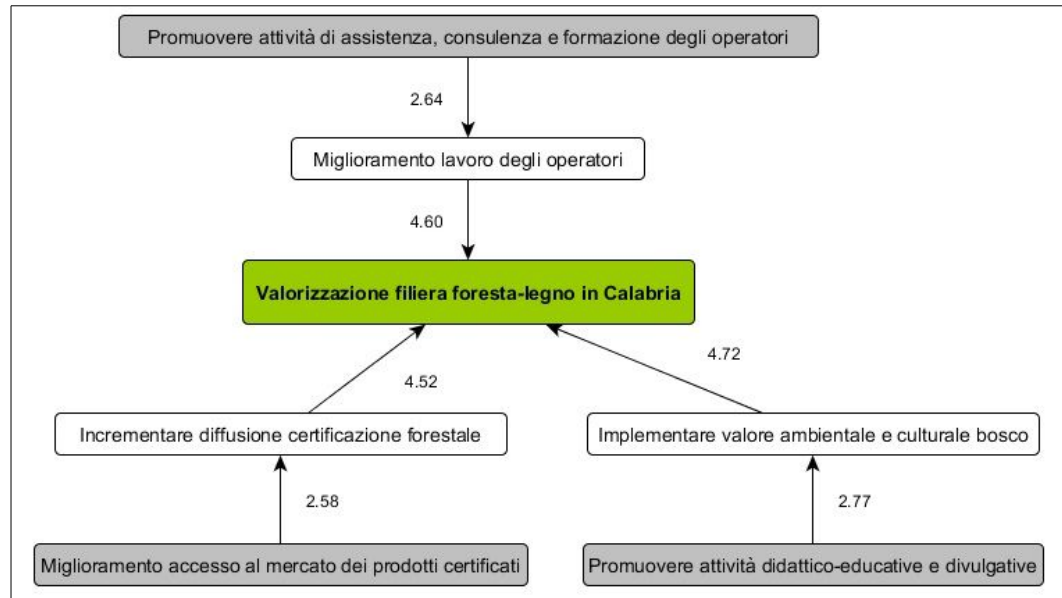 Promuovere attività di assistenza, consulenza e formazione degli operatori
2.64
Miglioramento lavoro degli operatori
4.60
Valorizzazione filiera foresta-legno in Calabria
4.72
4.52
Incrementare diffusione certificazione forestale
Implementare valore ambientale e culturale bosco
2.58
2.77
Miglioramento accesso al mercato dei prodotti certificati
Promuovere attività didattico-educative e divulgative